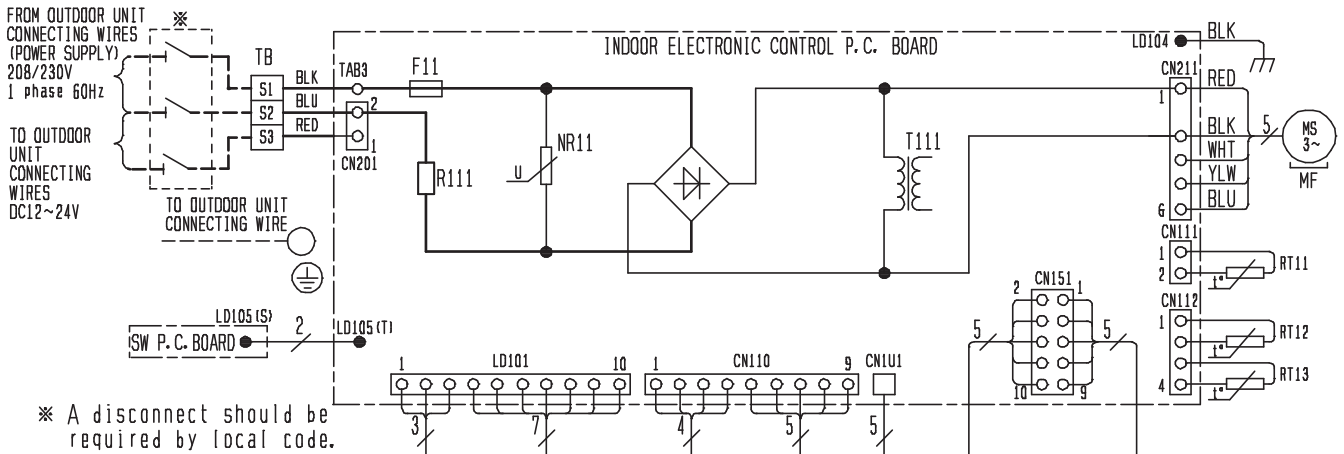 FROM OUTDOOR UNIT
CONNECTING WIRES
(POWER SUPPLY)
208/230V
1 phase 60Hz
※
TB
S1
S2
S3
BLK
BLU
RED
TO OUTDOOR
UNIT
CONNECTING
WIRES
DC12~24V
TO OUTDOOR UNIT
CONNECTING WIRE
INDOOR ELECTRONIC CONTROL P.C. BOARD
TAB3
F11
2
1
CN201
R111
NR11
U
T111
LD104
BLK
CN211
1
6
RED
BLK
WHT
YLW
BLU
5
MS
3~
MF
CN111
1
2
t°
RT11
CN112
1
4
t°
RT12
t°
RT13
CN151
2
1
10
9
5
5
LD105(S)
SW P.C. BOARD
2
LD105(T)
1
LD101
10
3
7
1
CN110
9
4
5
CN1U1
5
※ A disconnect should be
required by local code.